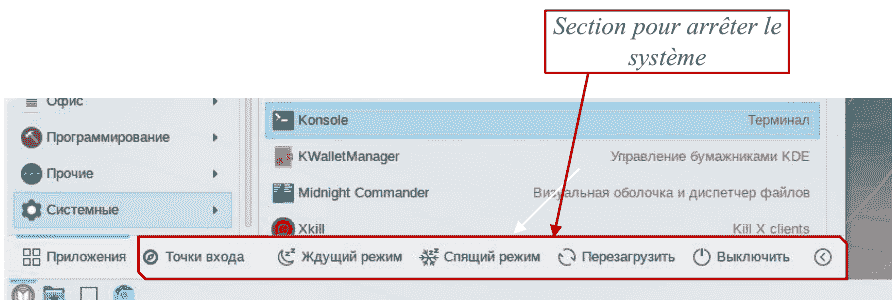 Section pour arrêter le
système
Офис
Konsole Терминал
Программирование
KWalletManager Управление бумажниками KDE
Прочие
Midnight Commander Визуальная оболочка и диспетчер файлов
Системные
Xkill Kill X clients
Приложения Точки входа Ждущий режим Спящий режим Перезагрузить Выключить